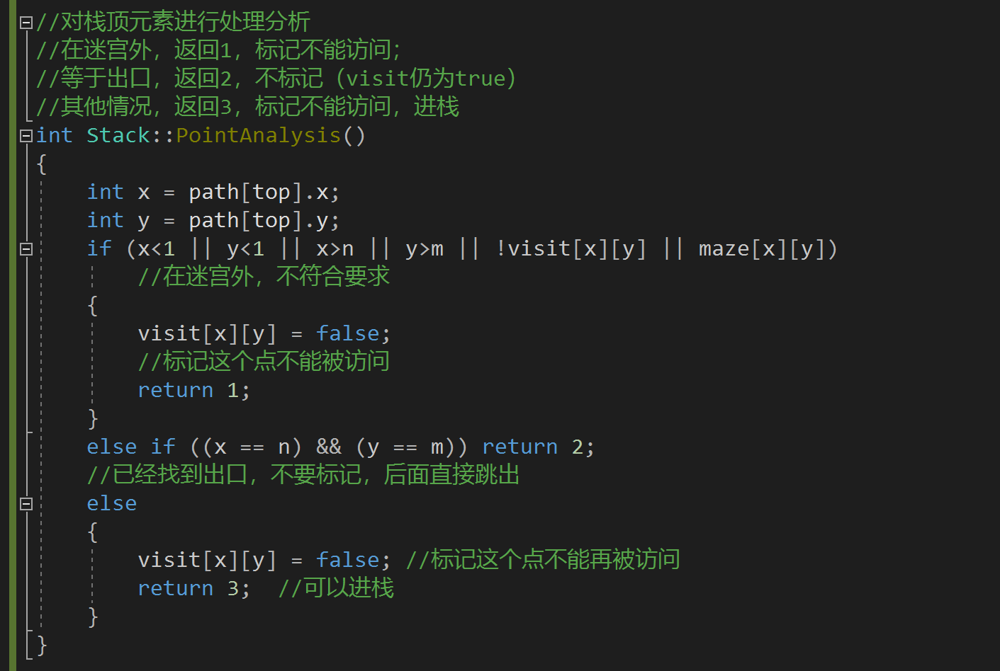 //对栈顶元素进行处理分析
//在迷宫外，返回1，标记不能访问；
//等于出口，返回2，不标记（visit仍为true）
//其他情况，返回3，标记不能访问，进栈
int Stack::PointAnalysis()
{
    int x = path[top].x;
    int y = path[top].y;
    if (x<1 || y<1 || x>n || y>m || !visit[x][y] || maze[x][y])
        //在迷宫外，不符合要求
    {
        visit[x][y] = false;
        //标记这个点不能被访问
        return 1;
    }
    else if ((x == n) && (y == m)) return 2;
    //已经找到出口，不要标记，后面直接跳出
    else
    {
        visit[x][y] = false; //标记这个点不能再被访问
        return 3;  //可以进栈
    }
}